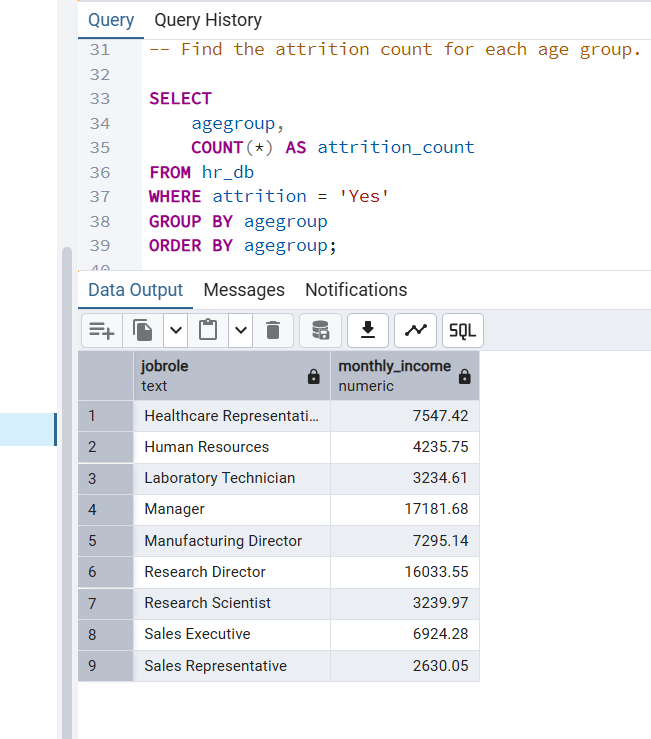 Query Query History
31 -- Find the attrition count for each age group.
32
33 SELECT
34 agegroup,
35 COUNT(*) AS attrition_count
36 FROM hr_db
37 WHERE attrition = 'Yes'
38 GROUP BY agegroup
39 ORDER BY agegroup;
40
Data Output Messages Notifications
SQL
jobrole monthly_income
text numeric
1 Healthcare Representati... 7547.42
2 Human Resources 4235.75
3 Laboratory Technician 3234.61
4 Manager 17181.68
5 Manufacturing Director 7295.14
6 Research Director 16033.55
7 Research Scientist 3239.97
8 Sales Executive 6924.28
9 Sales Representative 2630.05